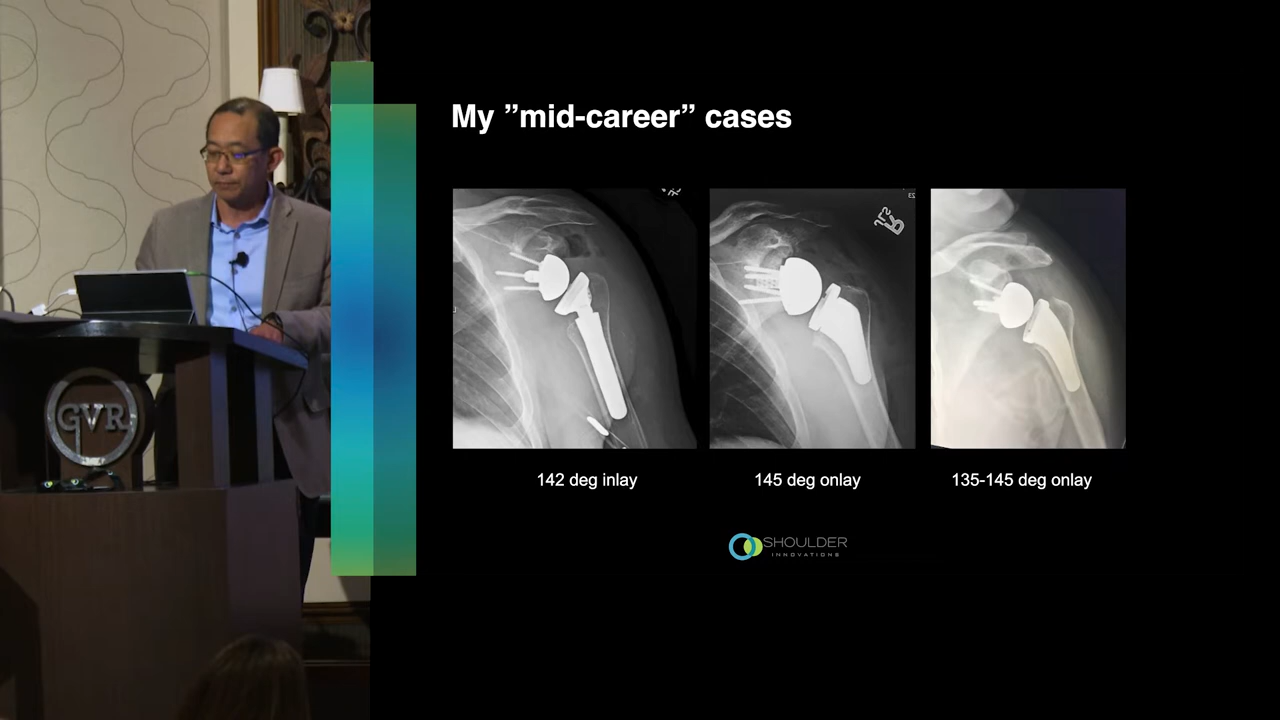 My ”mid-career” cases
142 deg inlay
145 deg onlay
135-145 deg onlay
SHOULDER
INNOVATIONS
GVR